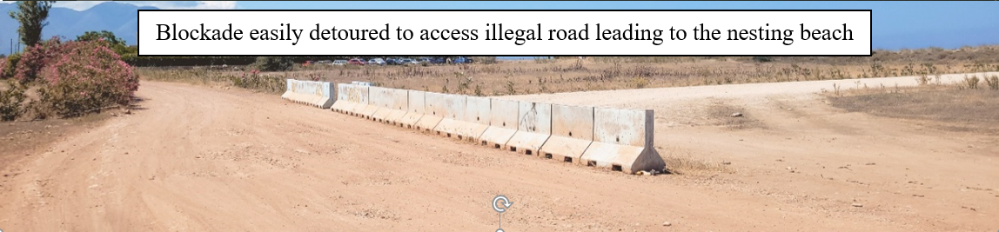 Blockade easily detoured to access illegal road leading to the nesting beach